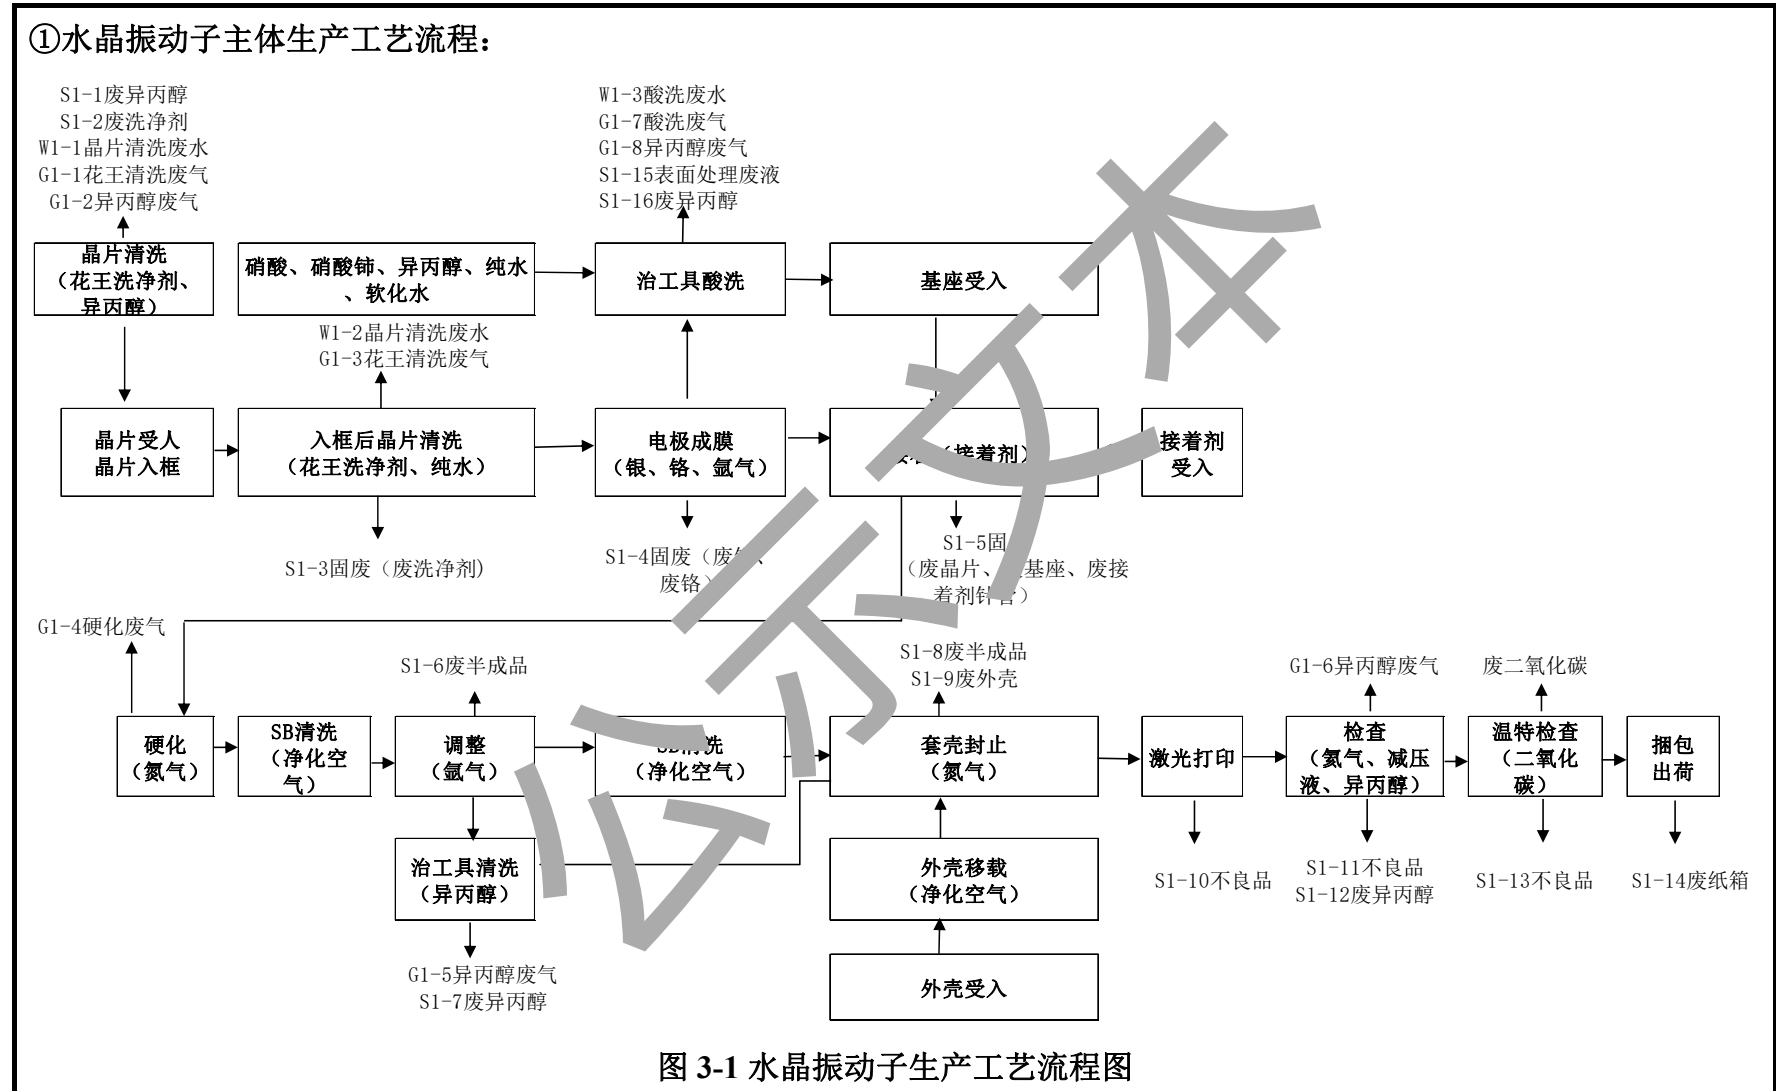 ①水晶振动子主体生产工艺流程：
S1-1废异丙醇
S1-2废洗净剂
W1-1晶片清洗废水
G1-1花王清洗废气
G1-2异丙醇废气
W1-3酸洗废水
G1-7酸洗废气
G1-8异丙醇废气
S1-15表面处理废液
S1-16废异丙醇
晶片清洗
（花王洗净剂、
异丙醇）
硝酸、硝酸铈、异丙醇、纯水
、软化水
治工具酸洗
基座受入
W1-2晶片清洗废水
G1-3花王清洗废气
晶片受人
晶片入框
入框后晶片清洗
（花王洗净剂、纯水）
电极成膜
（银、铬、氩气）
（接着剂）
接着剂
受入
S1-3固废（废洗净剂)
S1-4固废（废
、
废铬）
S1-5固
（废晶片、
基座、废接
着剂针管）
G1-4硬化废气
S1-6废半成品
S1-8废半成品
S1-9废外壳
G1-6异丙醇废气
废二氧化碳
硬化
（氮气）
SB清洗
（净化空
气）
调整
（氩气）
SB清洗
（净化空气）
套壳封止
（氮气）
激光打印
检查
（氦气、减压
液、异丙醇）
温特检查
（二氧化
碳）
捆包
出荷
治工具清洗
（异丙醇）
外壳移载
（净化空气）
S1-10不良品
S1-11不良品
S1-12废异丙醇
S1-13不良品
S1-14废纸箱
G1-5异丙醇废气
S1-7废异丙醇
外壳受入
公示文本
图 3-1 水晶振动子生产工艺流程图